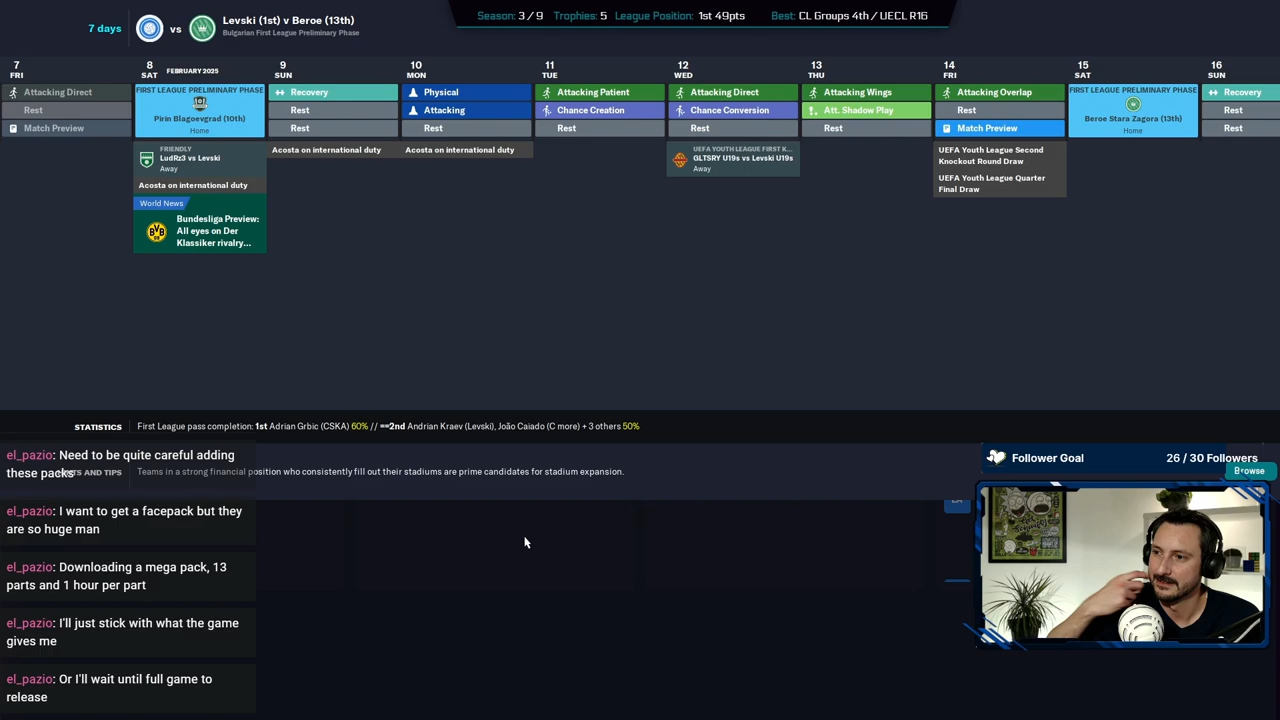 7 days
vs
Levski (1st) v Beroe (13th)
Bulgarian First League Preliminary Phase
Season: 3 / 9 Trophies: 5 League Position: 1st 49pts Best: CL Groups 4th / UECL R16
7
FRI
8
SAT
FEBRUARY 2025
9
SUN
10
MON
11
TUE
12
WED
13
THU
14
FRI
15
SAT
16
SUN
Attacking Direct
Rest
Match Preview
FIRST LEAGUE PRELIMINARY PHASE
Pirin Blagoevgrad (10th)
Home
FRIENDLY
LudRz3 vs Levski
Away
Acosta on international duty
World News
Bundesliga Preview:
All eyes on Der
Klassiker rivalry...
Recovery
Rest
Rest
Acosta on international duty
Physical
Attacking
Rest
Acosta on international duty
Attacking Patient
Chance Creation
Rest
Attacking Direct
Chance Conversion
Rest
UEFA YOUTH LEAGUE FIRST K...
GLTSRY U19s vs Levski U19s
Away
Attacking Wings
Att. Shadow Play
Rest
Attacking Overlap
Rest
Match Preview
UEFA Youth League Second
Knockout Round Draw
UEFA Youth League Quarter
Final Draw
FIRST LEAGUE PRELIMINARY PHASE
Beroe Stara Zagora (13th)
Home
Recovery
Rest
Rest
STATISTICS
First League pass completion: 1st Adrian Grbic (CSKA) 60% // ==2nd Andrian Kraev (Levski), João Caiado (C more) + 3 others 50%
TS AND TIPS
Teams in a strong financial position who consistently fill out their stadiums are prime candidates for stadium expansion.
el_pazio: Need to be quite careful adding
these packs
el_pazio: I want to get a facepack but they
are so huge man
el_pazio: Downloading a mega pack, 13
parts and 1 hour per part
el_pazio: I'll just stick with what the game
gives me
el_pazio: Or I'll wait until full game to
release
Follower Goal
26 / 30 Followers
Browse